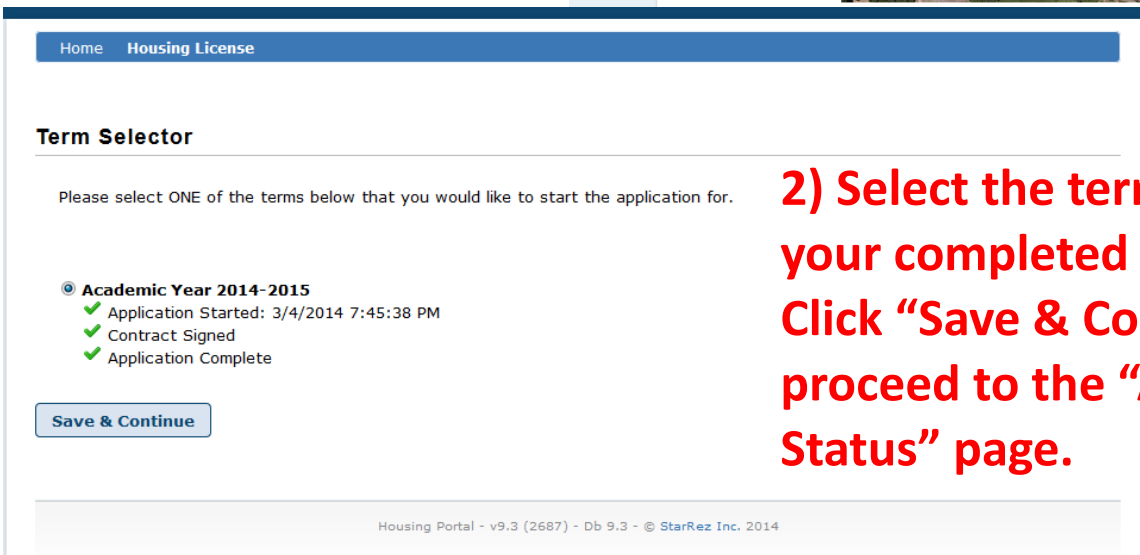 Home Housing License
Term Selector
Please select ONE of the terms below that you would like to start the application for.
Academic Year 2014-2015
Application Started: 3/4/2014 7:45:38 PM
Contract Signed
Application Complete
Save & Continue
2) Select the
your completed
Click “Save &
proceed to the
Status” page.
Housing Portal - v9.3 (2687) - Db 9.3 - © StarRez Inc. 2014